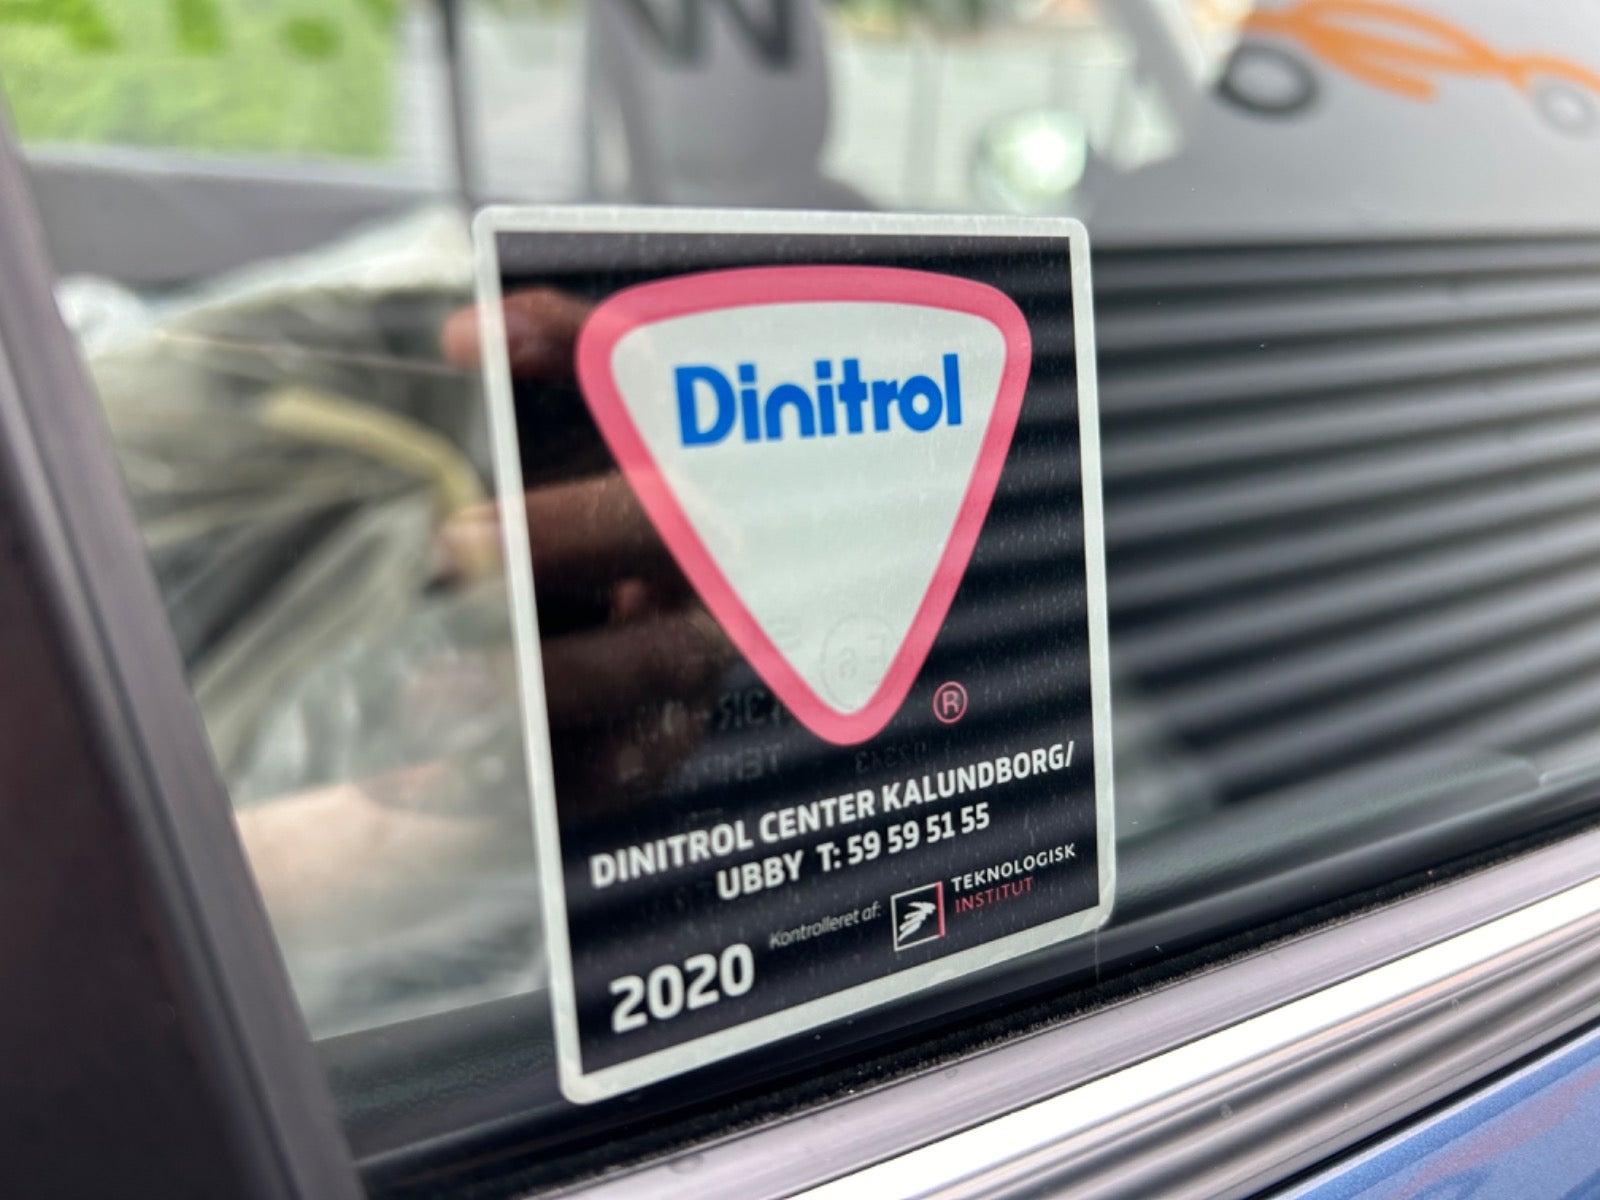 Dinitrol
®
DINITROL CENTER KALUNDBORG/
UBBY T: 59 59 51 55
Kontrolleret af:
TEKNOLOGISK
INSTITUT
2020